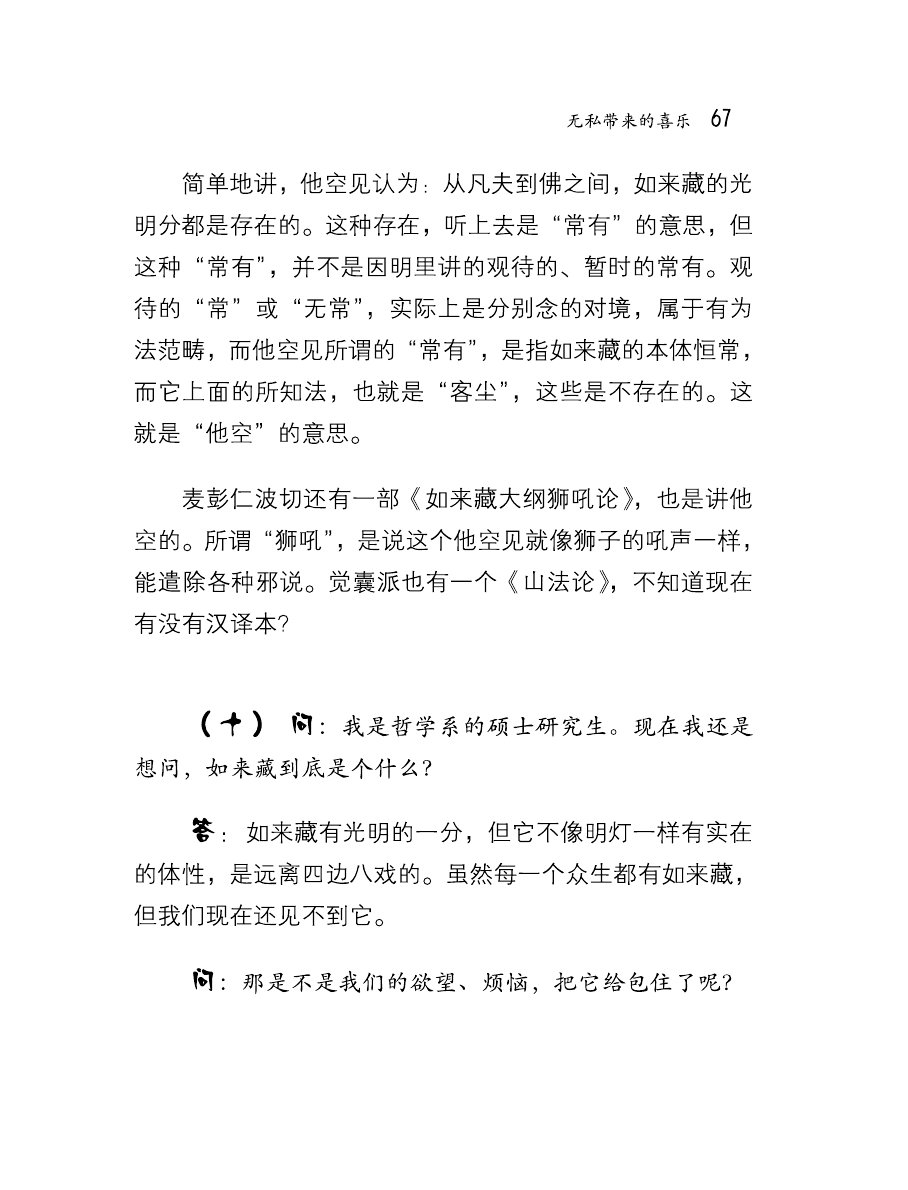 无私带来的喜乐 67
简单地讲，他空见认为：从凡夫到佛之间，如来藏的光
明分都是存在的。这种存在，听上去是“常有”的意思，但
这种“常有”，并不是因明里讲的观待的、暂时的常有。观
待的“常”或“无常”，实际上是分别念的对境，属于有为
法范畴，而他空见所谓的“常有”，是指如来藏的本体恒常，
而它上面的所知法，也就是“客尘”，这些是不存在的。这
就是“他空”的意思。
麦彭仁波切还有一部《如来藏大纲狮吼论》，也是讲他
空的。所谓“狮吼”，是说这个他空见就像狮子的吼声一样，
能遣除各种邪说。觉囊派也有一个《山法论》，不知道现在
有没有汉译本？
（十） 问：我是哲学系的硕士研究生。现在我还是
想问，如来藏到底是个什么？
答：如来藏有光明的一分，但它不像明灯一样有实在
的体性，是远离四边八戏的。虽然每一个众生都有如来藏，
但我们现在还见不到它。
问：那是不是我们的欲望、烦恼，把它给包住了呢？